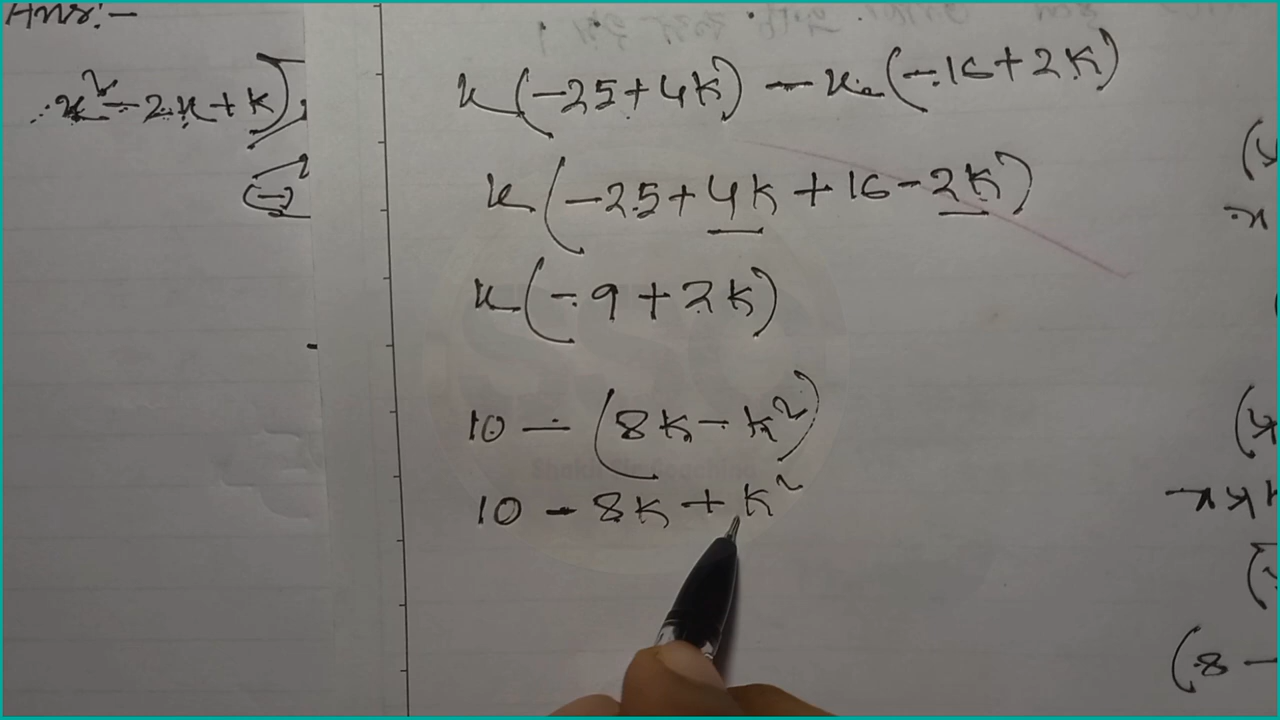 Ans:-
x² - 2x + k)
x(-25+4k) - x(-16+2k)
x(-25+4k+16-2k)
x(-9+2k)
10 - (8k - k²)
10 - 8k + k²
(8 -